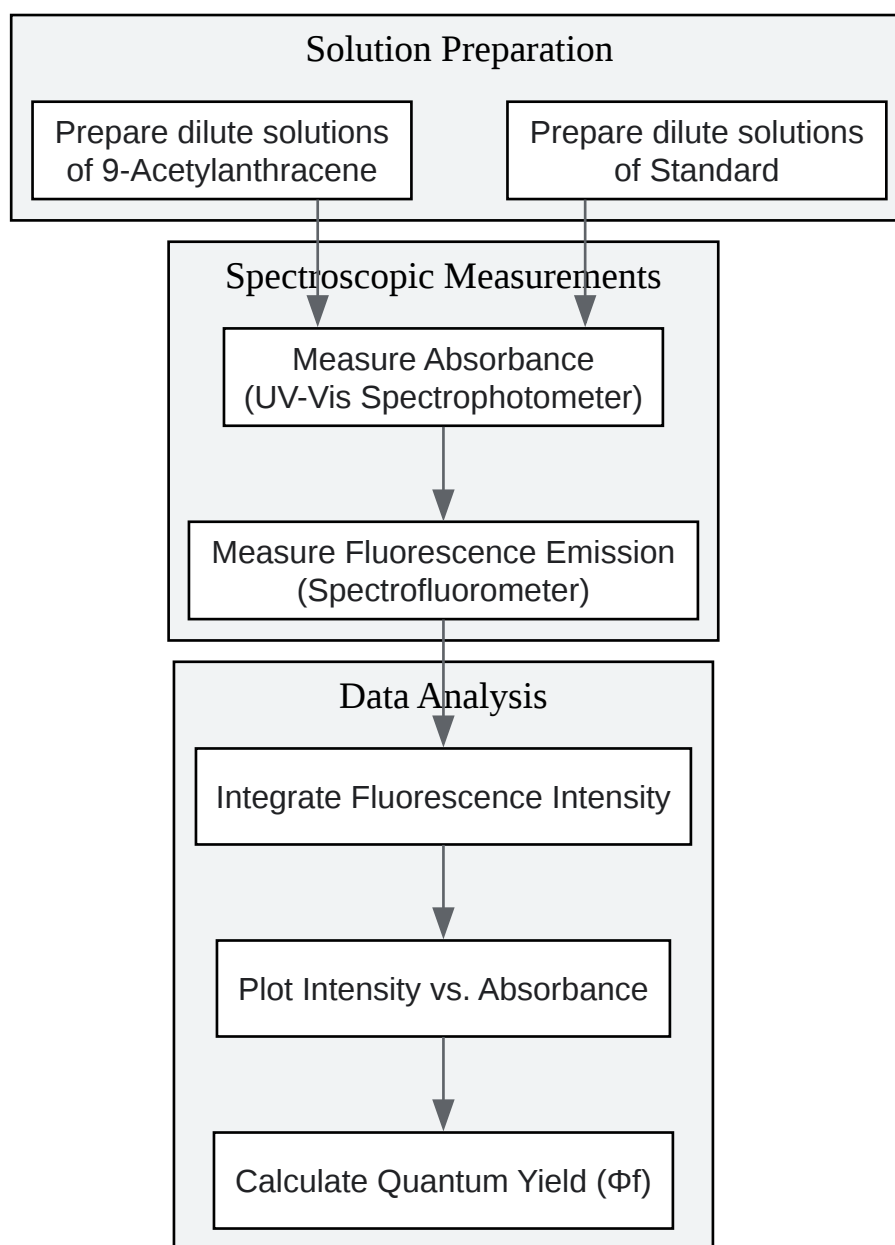 Solution Preparation
Prepare dilute solutions
of 9-Acetylanthracene
Prepare dilute solutions
of Standard
Spectroscopic Measurements
Measure Absorbance
(UV-Vis Spectrophotometer)
Measure Fluorescence Emission
(Spectrofluorometer)
Data Analysis
Integrate Fluorescence Intensity
Plot Intensity vs. Absorbance
Calculate Quantum Yield (Φf)